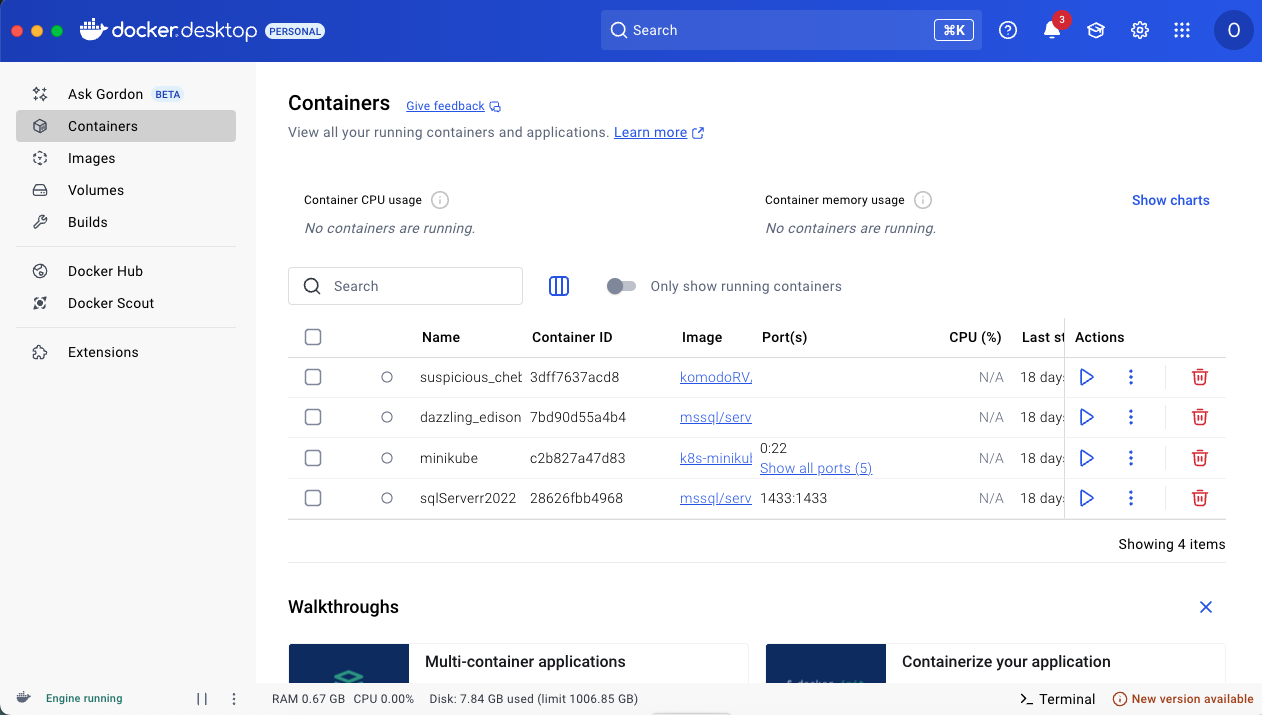 docker.desktop PERSONAL
Search
⌘K
3
O
Ask Gordon BETA
Containers
Images
Volumes
Builds
Docker Hub
Docker Scout
Extensions
Containers Give feedback
View all your running containers and applications. Learn more
Container CPU usage
No containers are running.
Container memory usage
No containers are running.
Show charts
Search
Only show running containers
Name Container ID Image Port(s) CPU (%) Last st Actions
suspicious_cheb 3dff7637acd8 komodoRV, N/A 18 days
dazzling_edison 7bd90d55a4b4 mssql/serv N/A 18 days
minikube c2b827a47d83 k8s-minikub 0:22 N/A 18 days
Show all ports (5)
sqlServerr2022 28626fbb4968 mssql/serv 1433:1433 N/A 18 days
Showing 4 items
Walkthroughs
Multi-container applications
Containerize your application
Engine running
RAM 0.67 GB CPU 0.00% Disk: 7.84 GB used (limit 1006.85 GB)
Terminal
New version available